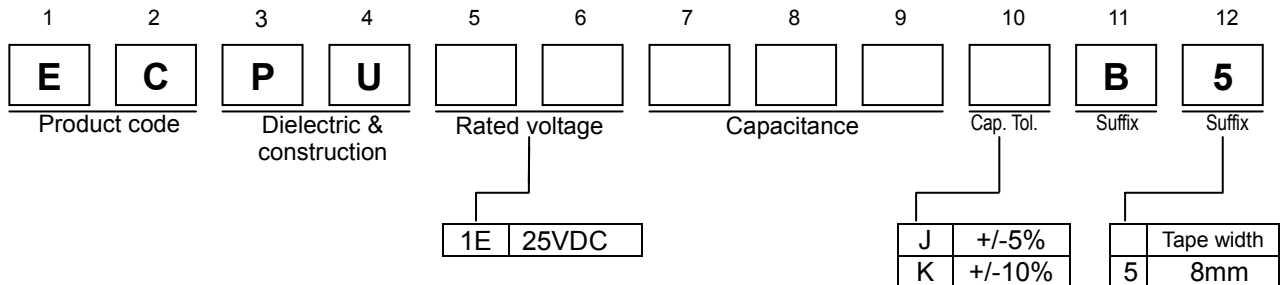 1 2 3 4 5 6 7 8 9 10 11 12
E C P U B 5
Product code Dielectric & construction Rated voltage Capacitance Cap. Tol. Suffix Suffix
1E 25VDC J +/-5% Tape width
K +/-10% 5 8mm